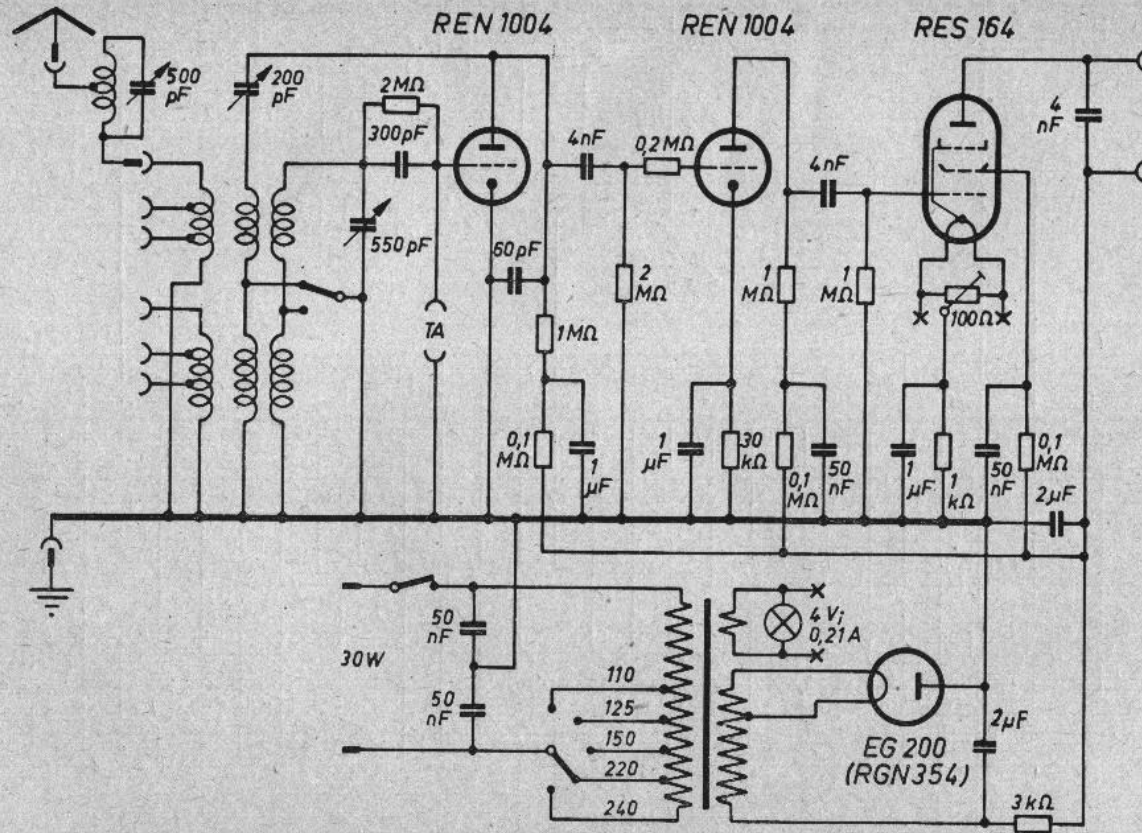 REN 1004
REN 1004
RES 164
500
pF
200
pF
2 MΩ
300pF
4nF
0,2MΩ
4nF
4
nF
550pF
60pF
2
MΩ
1
MΩ
1
MΩ
100Ω
TA
1MΩ
0,1
MΩ
1
µF
1
µF
30
kΩ
0,1
MΩ
50
nF
1
µF
1
kΩ
50
nF
0,1
MΩ
2µF
50
nF
30W
50
nF
110
125
150
220
240
4 V;
0,21A
EG 200
(RGN354)
2µF
3kΩ